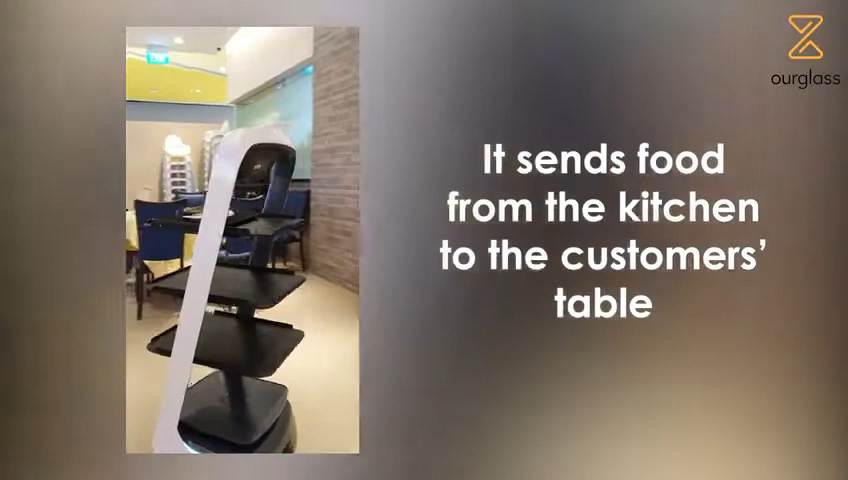 ourglass
It sends food
from the kitchen
to the customers’
table